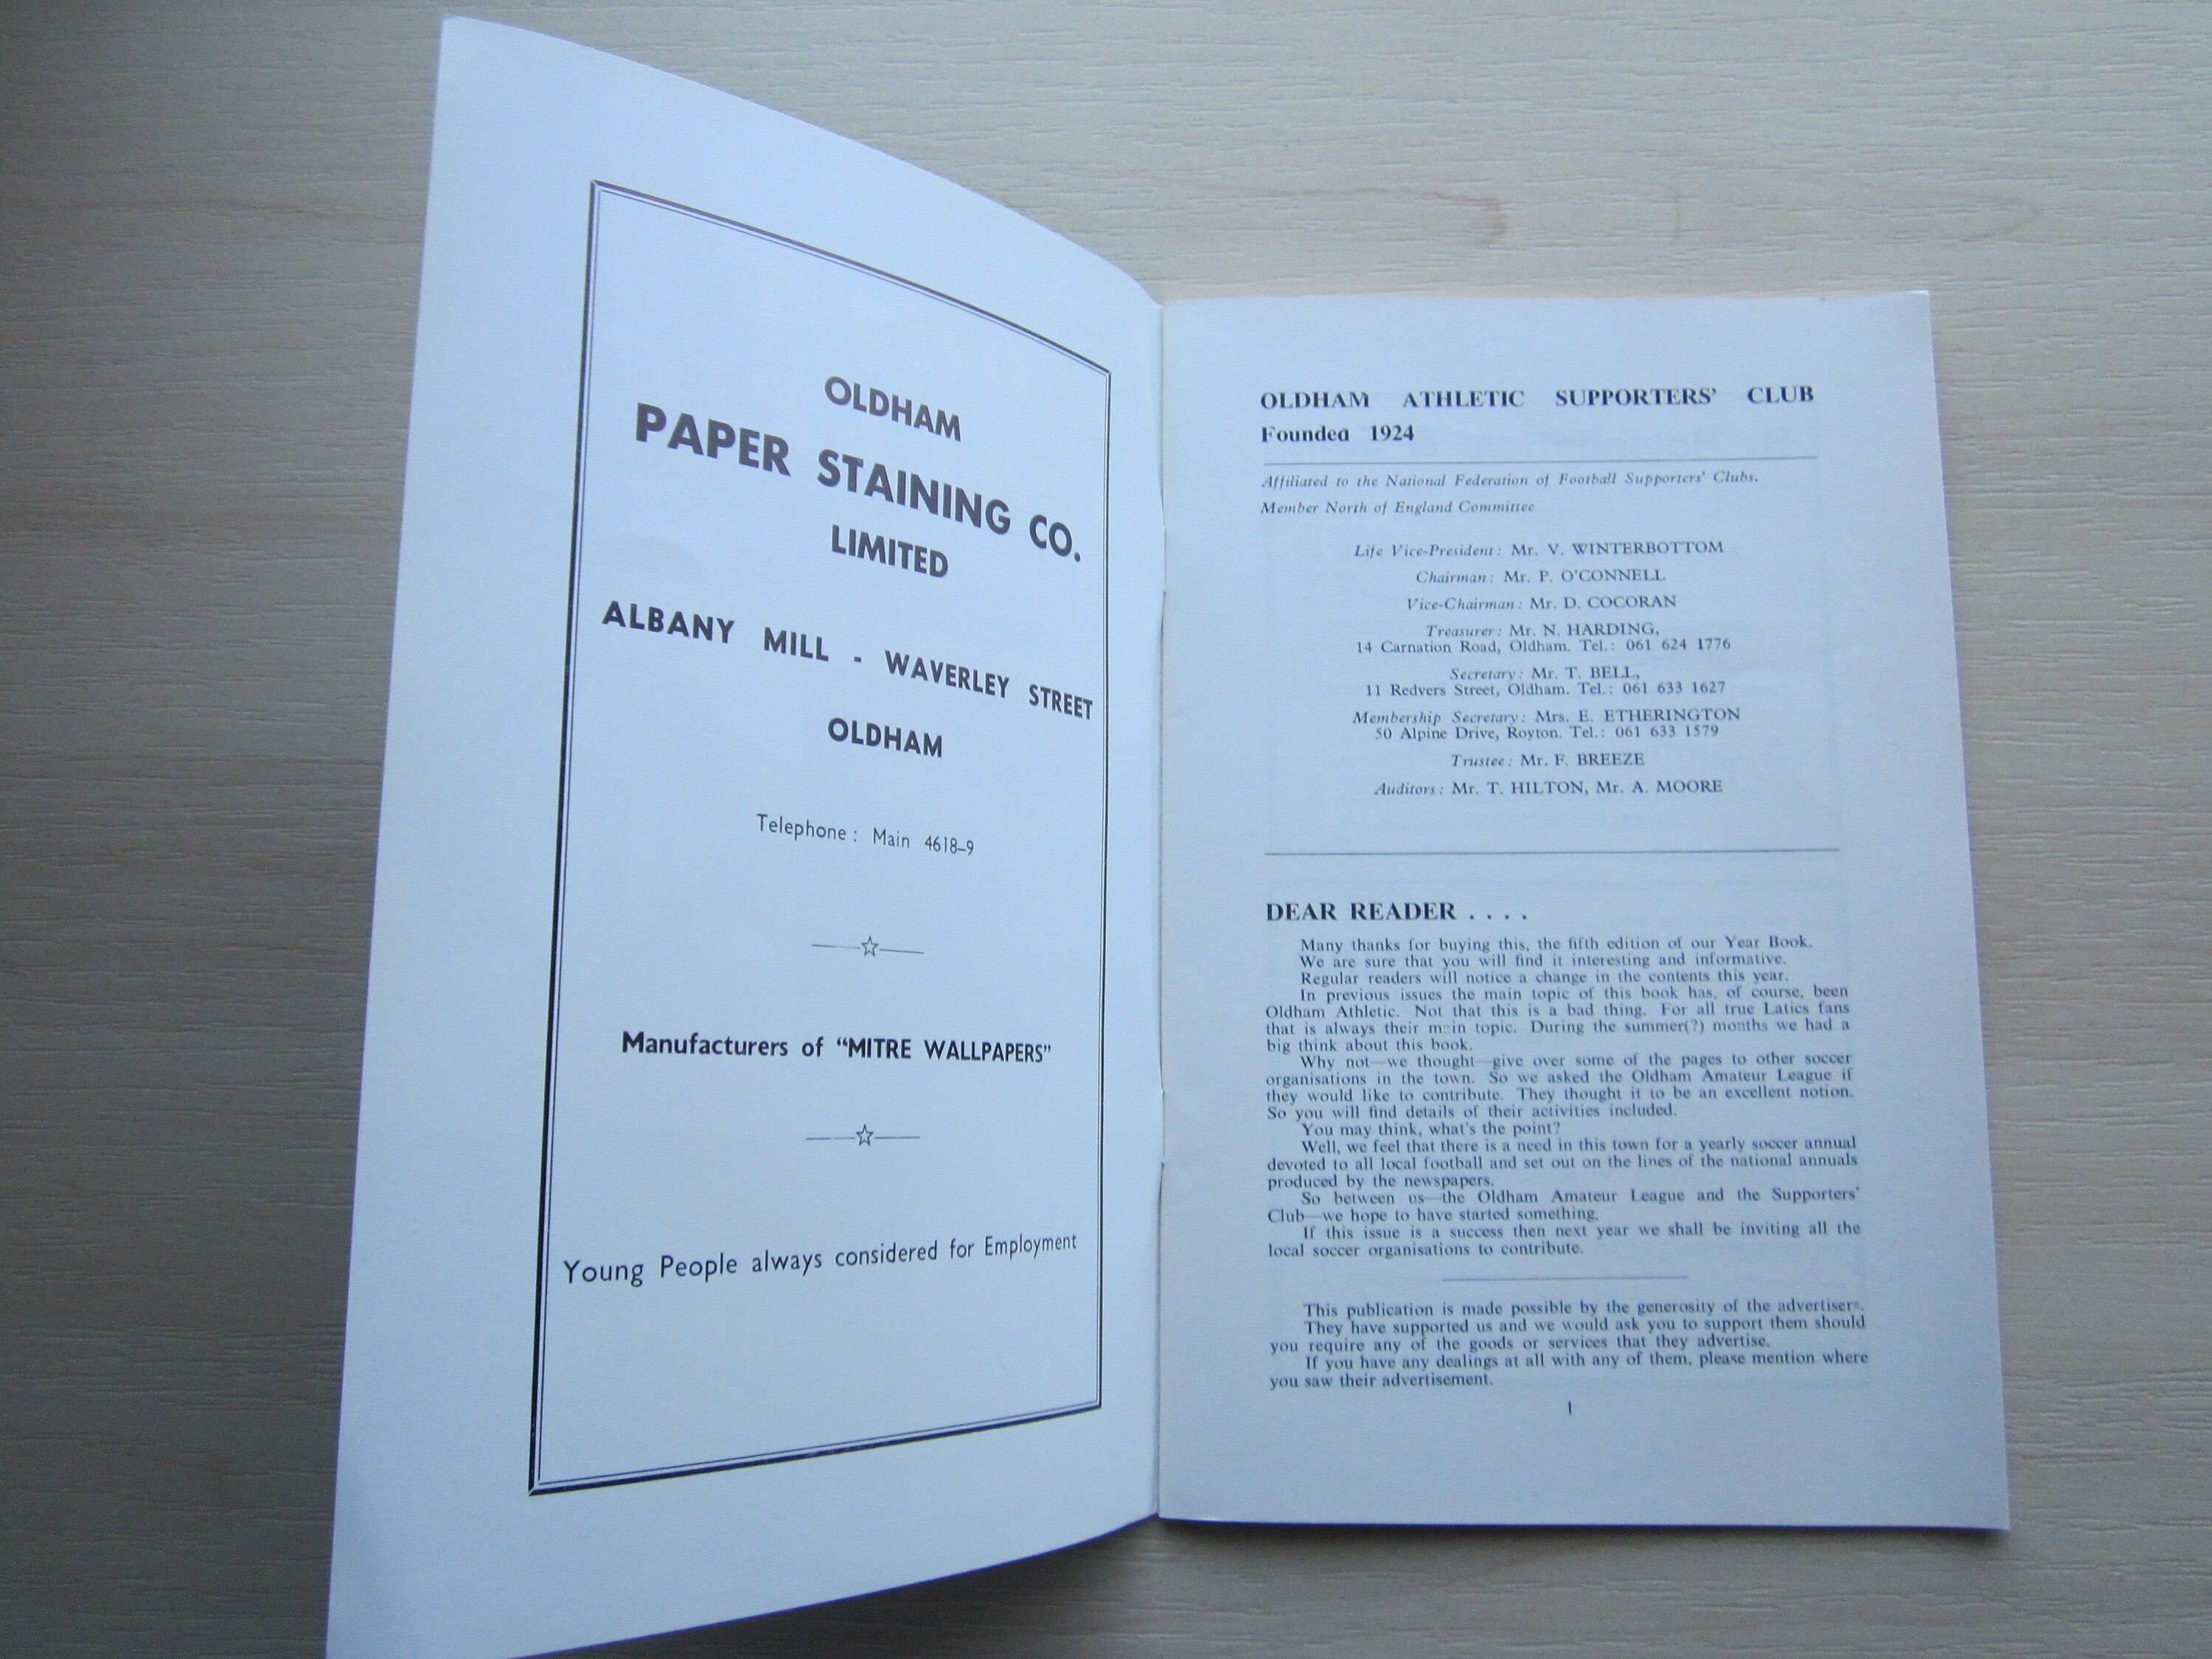 OLDHAM
PAPER STAINING CO.
LIMITED
ALBANY MILL - WAVERLEY STREET
OLDHAM
Telephone : Main 4618-9
Manufacturers of “MITRE WALLPAPERS”
Young People always considered for Employment
OLDHAM ATHLETIC SUPPORTERS’ CLUB
Founded 1924
Affiliated to the National Federation of Football Supporters’ Clubs.
Member North of England Committee
Life Vice-President : Mr. V. WINTERBOTTOM
Chairman : Mr. P. O’CONNELL
Vice-Chairman : Mr. D. COCORAN
Treasurer : Mr. N. HARDING,
14 Carnation Road, Oldham. Tel. : 061 624 1776
Secretary : Mr. T. BELL,
11 Redvers Street, Oldham. Tel. : 061 633 1627
Membership Secretary : Mrs. E. ETHERINGTON
50 Alpine Drive, Royton. Tel. : 061 633 1579
Trustee : Mr. F. BREEZE
Auditors : Mr. T. HILTON, Mr. A. MOORE
DEAR READER . . . .
Many thanks for buying this, the fifth edition of our Year Book.
We are sure that you will find it interesting and informative.
Regular readers will notice a change in the contents this year.
In previous issues the main topic of this book has, of course, been
Oldham Athletic. Not that this is a bad thing. For all true Latics fans
that is always their main topic. During the summer(?) months we had a
big think about this book.
Why not—we thought—give over some of the pages to other soccer
organisations in the town. So we asked the Oldham Amateur League if
they would like to contribute. They thought it to be an excellent notion.
So you will find details of their activities included.
You may think, what’s the point?
Well, we feel that there is a need in this town for a yearly soccer annual
devoted to all local football and set out on the lines of the national annuals
produced by the newspapers.
So between us—the Oldham Amateur League and the Supporters’
Club—we hope to have started something.
If this issue is a success then next year we shall be inviting all the
local soccer organisations to contribute.
This publication is made possible by the generosity of the advertisers.
They have supported us and we would ask you to support them should
you require any of the goods or services that they advertise.
If you have any dealings at all with any of them, please mention where
you saw their advertisement.
1